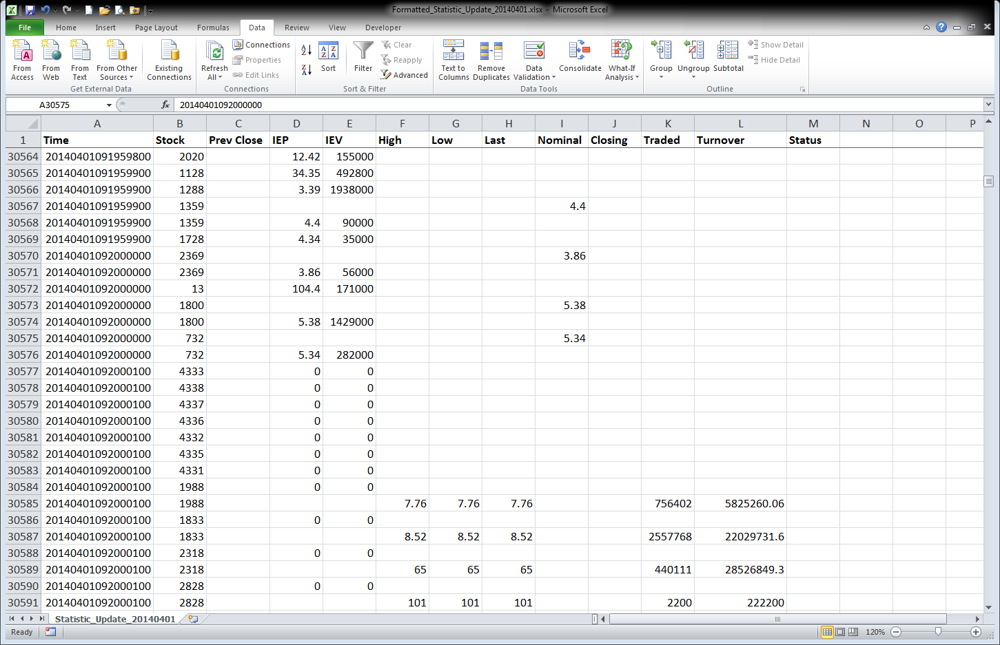 Formatted_Statistic_Update_20140401.xlsx - Microsoft Excel
File Home Insert Page Layout Formulas Data Review View Developer
From Access From Web From Text From Other Sources Existing Connections Refresh All Connections Properties Edit Links Sort Filter Clear Reapply Advanced Text to Columns Remove Duplicates Data Validation Consolidate What-If Analysis Group Ungroup Subtotal Show Detail Hide Detail
Get External Data Connections Sort & Filter Data Tools Outline
A30575 fx 20140401092000000
A B C D E F G H I J K L M N O P
1 Time Stock Prev Close IEP IEV High Low Last Nominal Closing Traded Turnover Status
30564 20140401091959800 2020 12.42 155000
30565 20140401091959900 1128 34.35 492800
30566 20140401091959900 1288 3.39 1938000
30567 20140401091959900 1359 4.4
30568 20140401091959900 1359 4.4 90000
30569 20140401091959900 1728 4.34 35000
30570 20140401092000000 2369 3.86
30571 20140401092000000 2369 3.86 56000
30572 20140401092000000 13 104.4 171000
30573 20140401092000000 1800 5.38
30574 20140401092000000 1800 5.38 1429000
30575 20140401092000000 732 5.34
30576 20140401092000000 732 5.34 282000
30577 20140401092000100 4333 0 0
30578 20140401092000100 4338 0 0
30579 20140401092000100 4337 0 0
30580 20140401092000100 4336 0 0
30581 20140401092000100 4332 0 0
30582 20140401092000100 4335 0 0
30583 20140401092000100 4331 0 0
30584 20140401092000100 1988 0 0
30585 20140401092000100 1988 7.76 7.76 7.76 756402 5825260.06
30586 20140401092000100 1833 0 0
30587 20140401092000100 1833 8.52 8.52 8.52 2557768 22029731.6
30588 20140401092000100 2318 0 0
30589 20140401092000100 2318 65 65 65 440111 28526849.3
30590 20140401092000100 2828 0 0
30591 20140401092000100 2828 101 101 101 2200 222200
Statistic_Update_20140401
Ready 120%